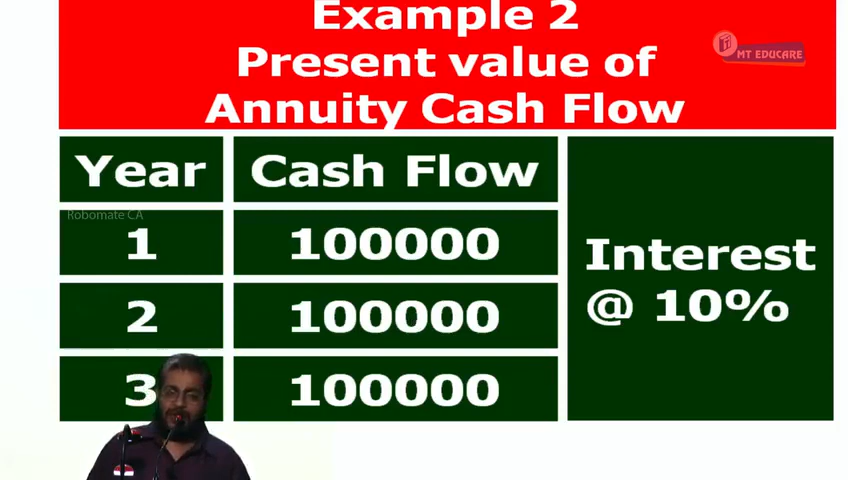 Example 2
Present value of
Annuity Cash Flow
MT EDUCARE
Year
Cash Flow
Interest
@ 10%
Robomate CA
1
100000
2
100000
3
100000